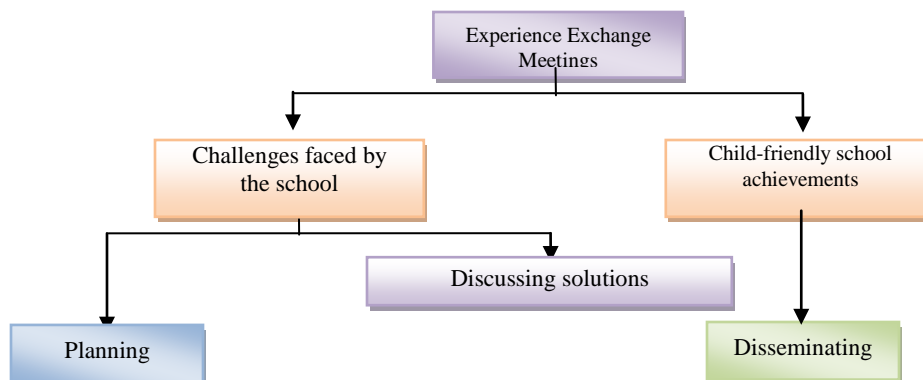 Experience Exchange
Meetings
Challenges faced by
the school
Child-friendly school
achievements
Discussing solutions
Planning
Disseminating